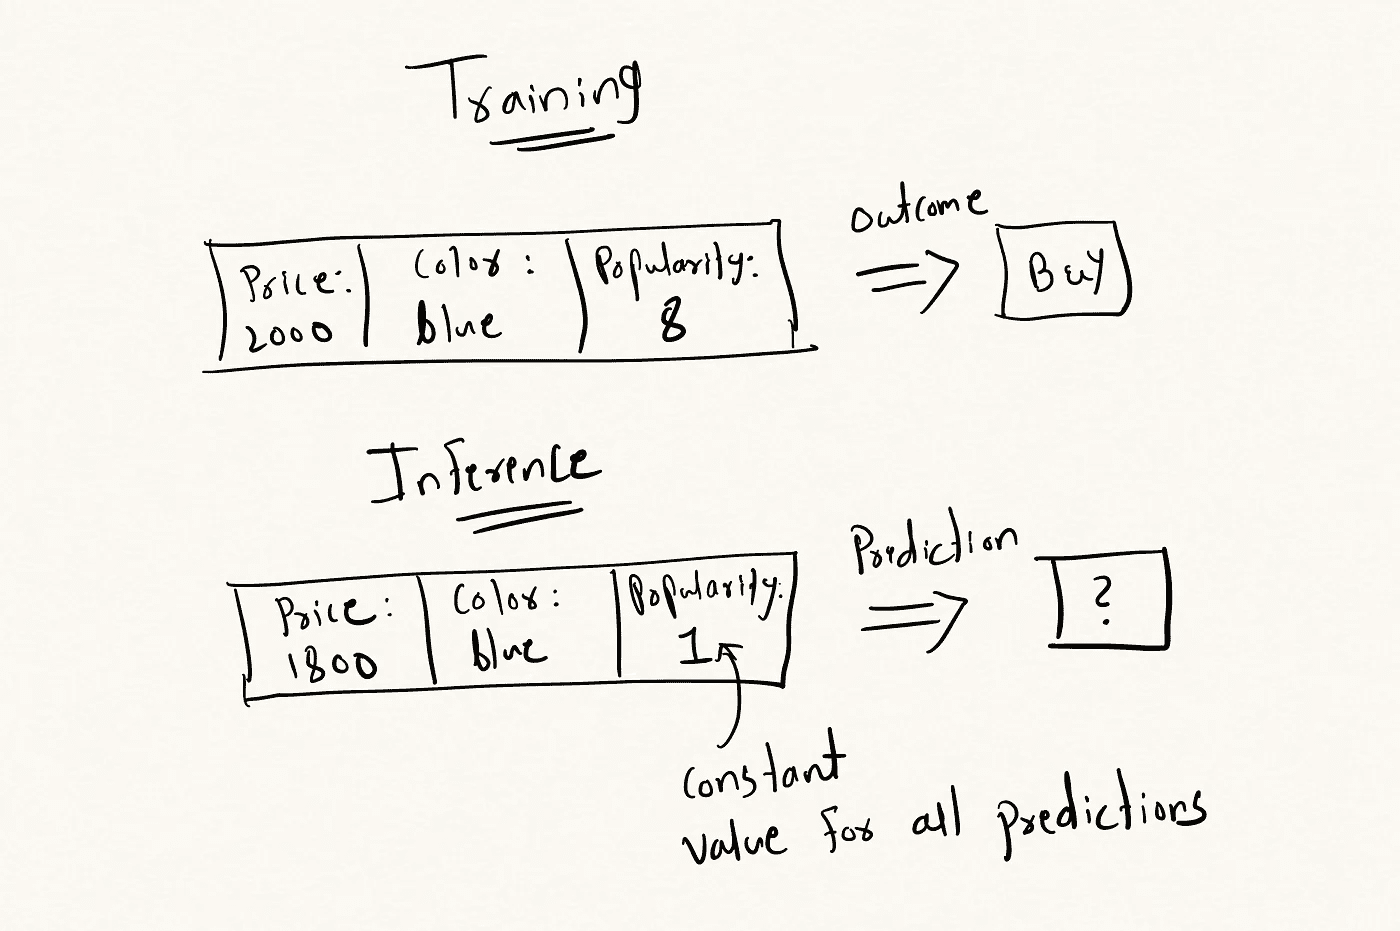 Training
Outcome
Price: Color: Popularity:
2000 blue 8
Buy
Inference
Prediction
Price: Color: Popularity:
1800 blue 1
?
constant
value for all predictions